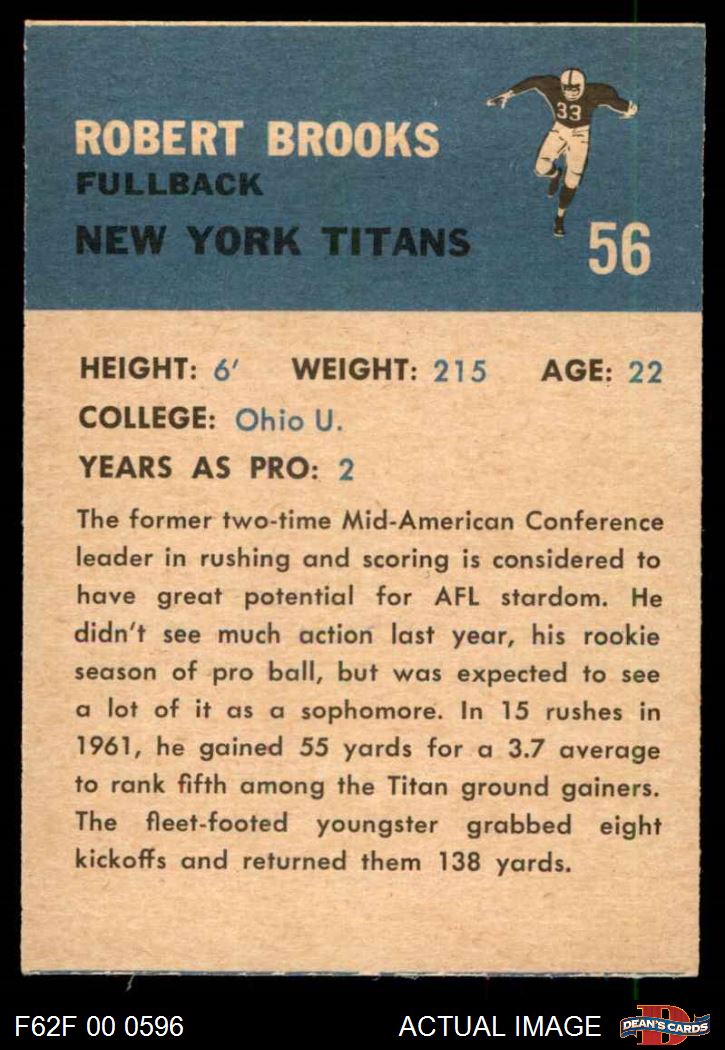 ROBERT BROOKS
33
FULLBACK
NEW YORK TITANS
56
HEIGHT: 6' WEIGHT: 215 AGE: 22
COLLEGE: Ohio U.
YEARS AS PRO: 2
The former two-time Mid-American Conference
leader in rushing and scoring is considered to
have great potential for AFL stardom. He
didn't see much action last year, his rookie
season of pro ball, but was expected to see
a lot of it as a sophomore. In 15 rushes in
1961, he gained 55 yards for a 3.7 average
to rank fifth among the Titan ground gainers.
The fleet-footed youngster grabbed eight
kickoffs and returned them 138 yards.
F62F 00 0596 ACTUAL IMAGE
D
DEAN'S CARDS